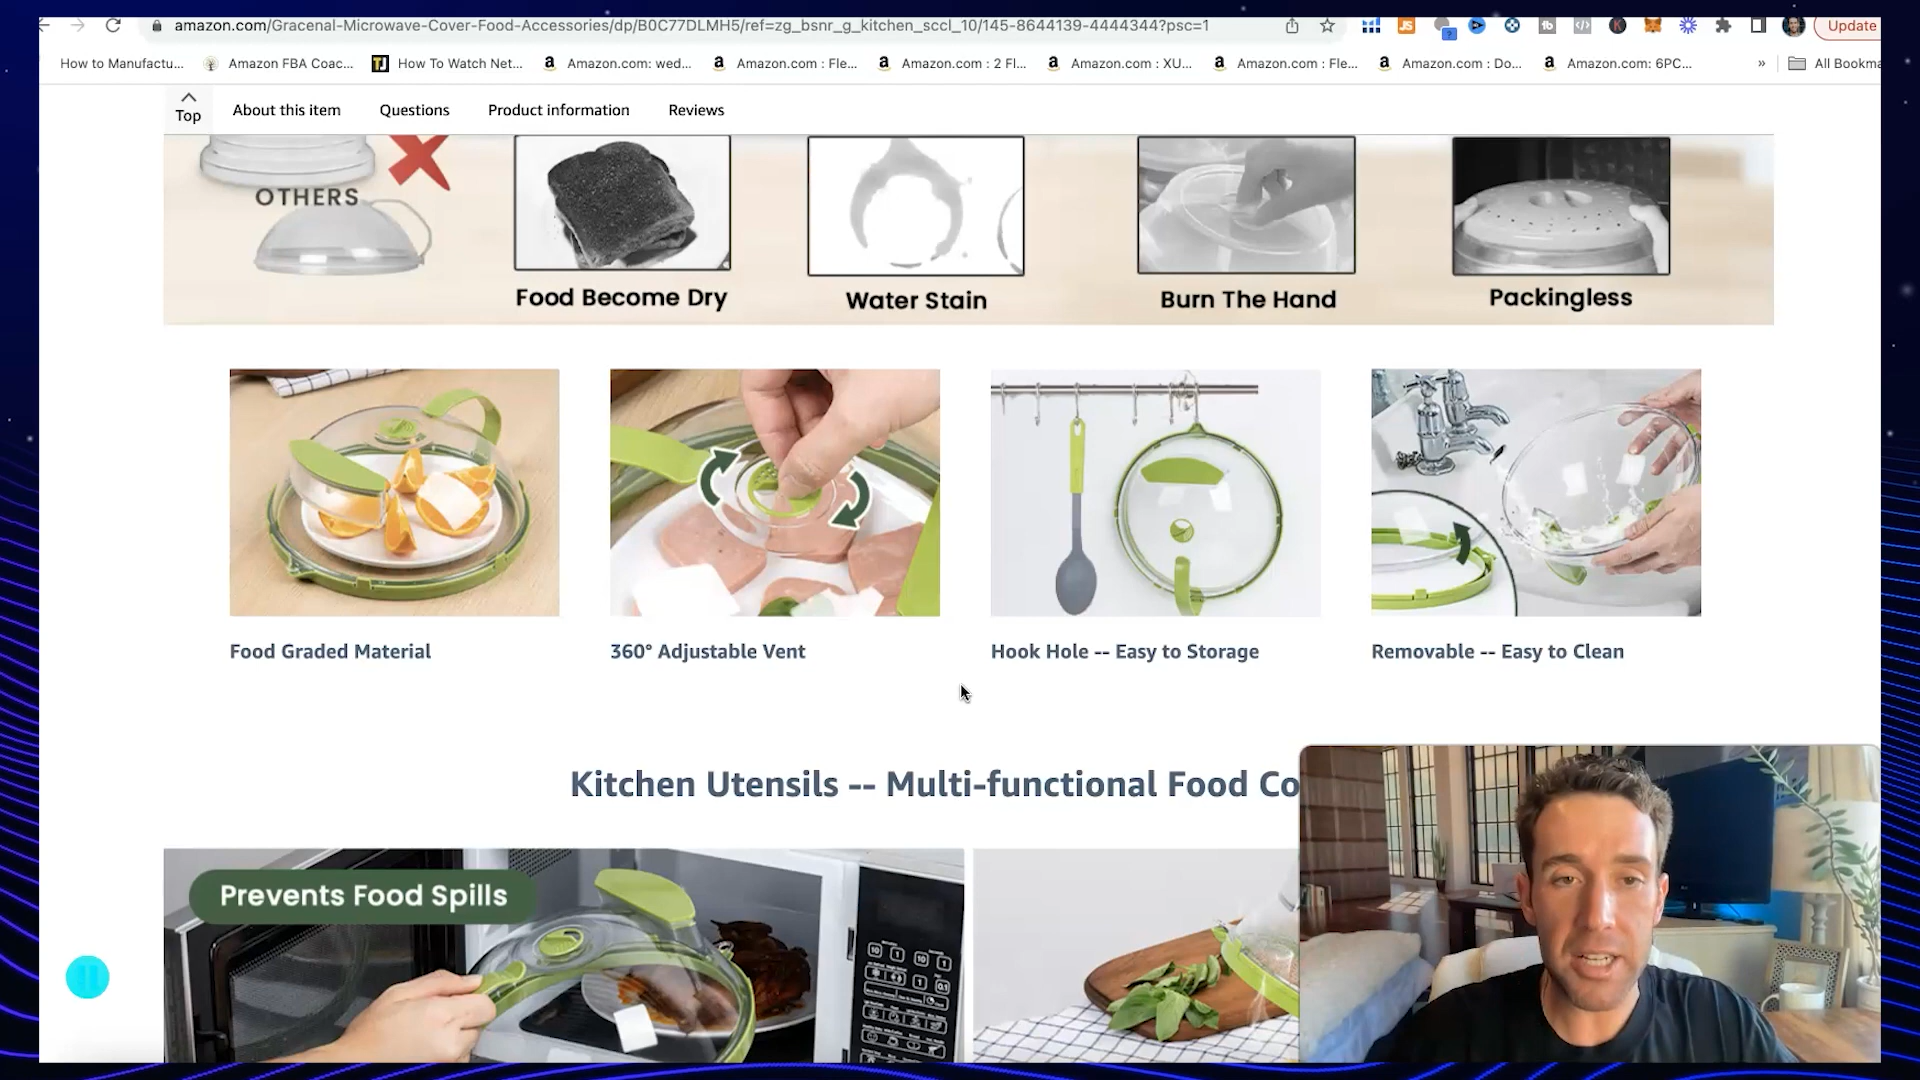 amazon.com/Gracenal-Microwave-Cover-Food-Accessories/dp/B0C77DLMH5/ref=zg_bsnr_g_kitchen_sccl_10/145-8644139-4444344?psc=1
Update
How to Manufactu... Amazon FBA Coac... How To Watch Net... Amazon.com: wed... Amazon.com : Fle... Amazon.com : 2 Fl... Amazon.com : XU... Amazon.com : Fle... Amazon.com : Do... Amazon.com: 6PC... » All Bookma
Top About this item Questions Product information Reviews
OTHERS
Food Become Dry Water Stain Burn The Hand Packingless
Food Graded Material 360° Adjustable Vent Hook Hole -- Easy to Storage Removable -- Easy to Clean
Kitchen Utensils -- Multi-functional Food Co
Prevents Food Spills